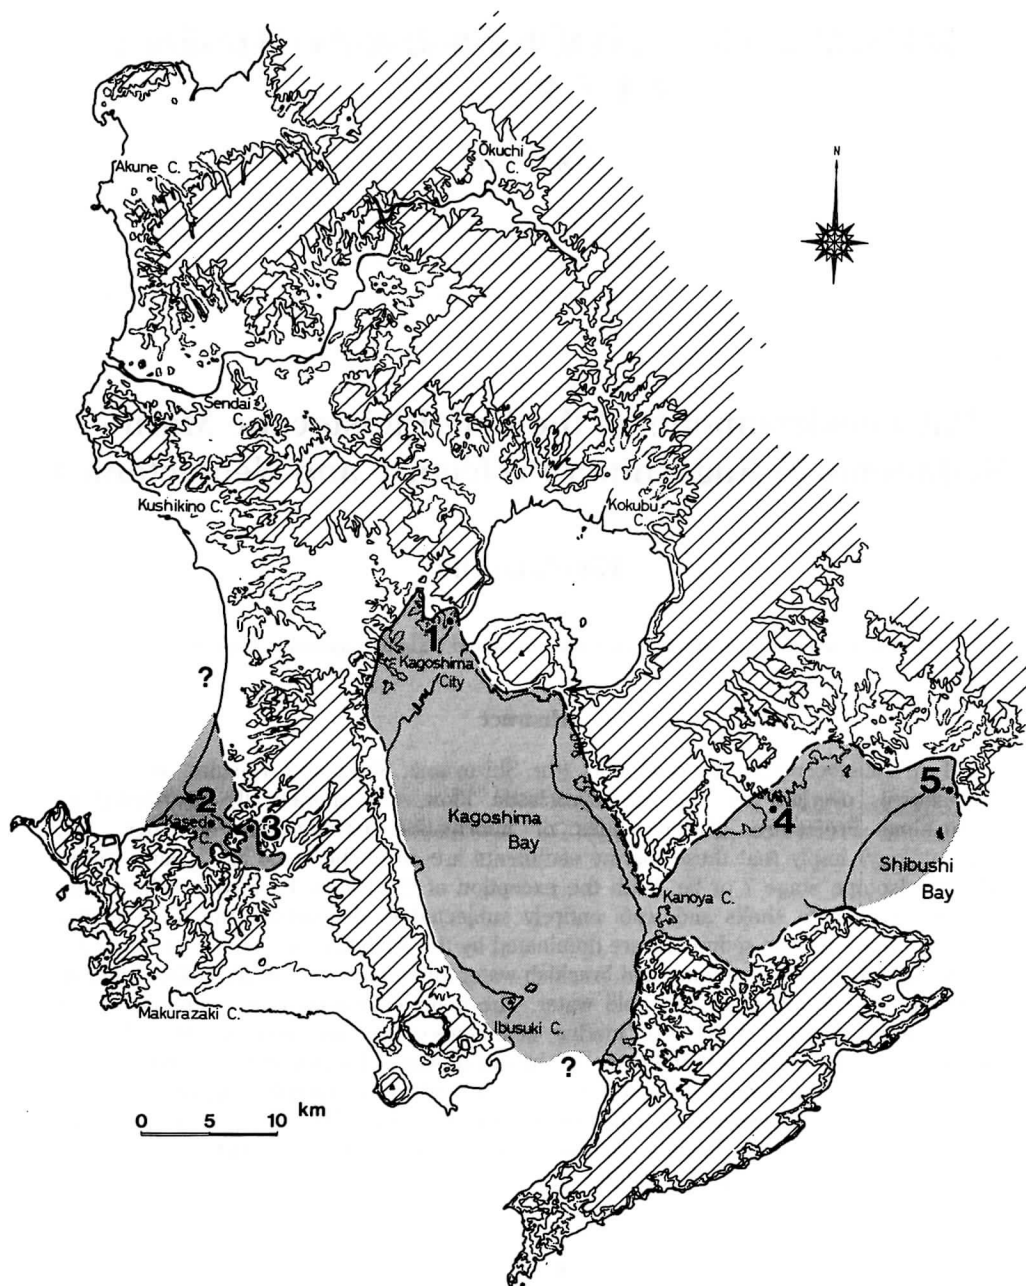 Ōkuchi
C.
Akune C.
N
Sendai
C.
Kushikino C.
Kokubu
C.
1
Kagoshima
City
?
5
2
Kaseda
C.
3
4
Kagoshima
Bay
Shibushi
Bay
Kanoya C.
Makurazaki C.
Ibusuki C.
?
km
0 5 10